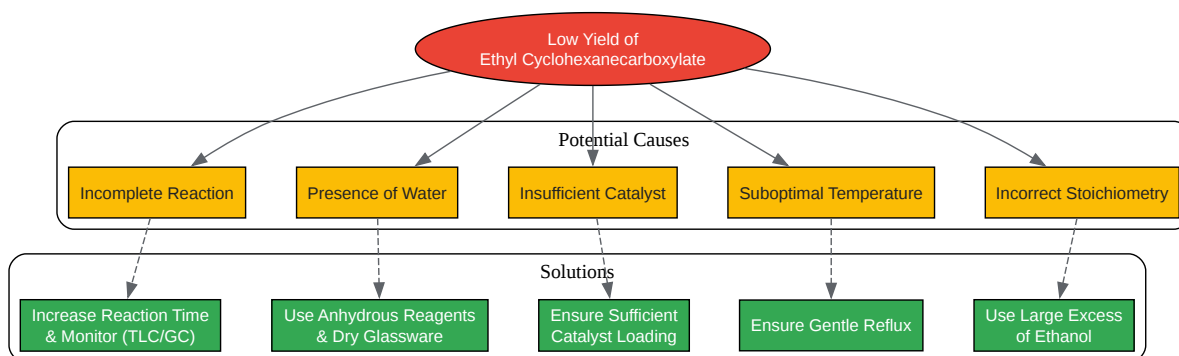 Low Yield of
Ethyl Cyclohexanecarboxylate
Potential Causes
Incomplete Reaction
Presence of Water
Insufficient Catalyst
Suboptimal Temperature
Incorrect Stoichiometry
Solutions
Increase Reaction Time
& Monitor (TLC/GC)
Use Anhydrous Reagents
& Dry Glassware
Ensure Sufficient
Catalyst Loading
Ensure Gentle Reflux
Use Large Excess
of Ethanol